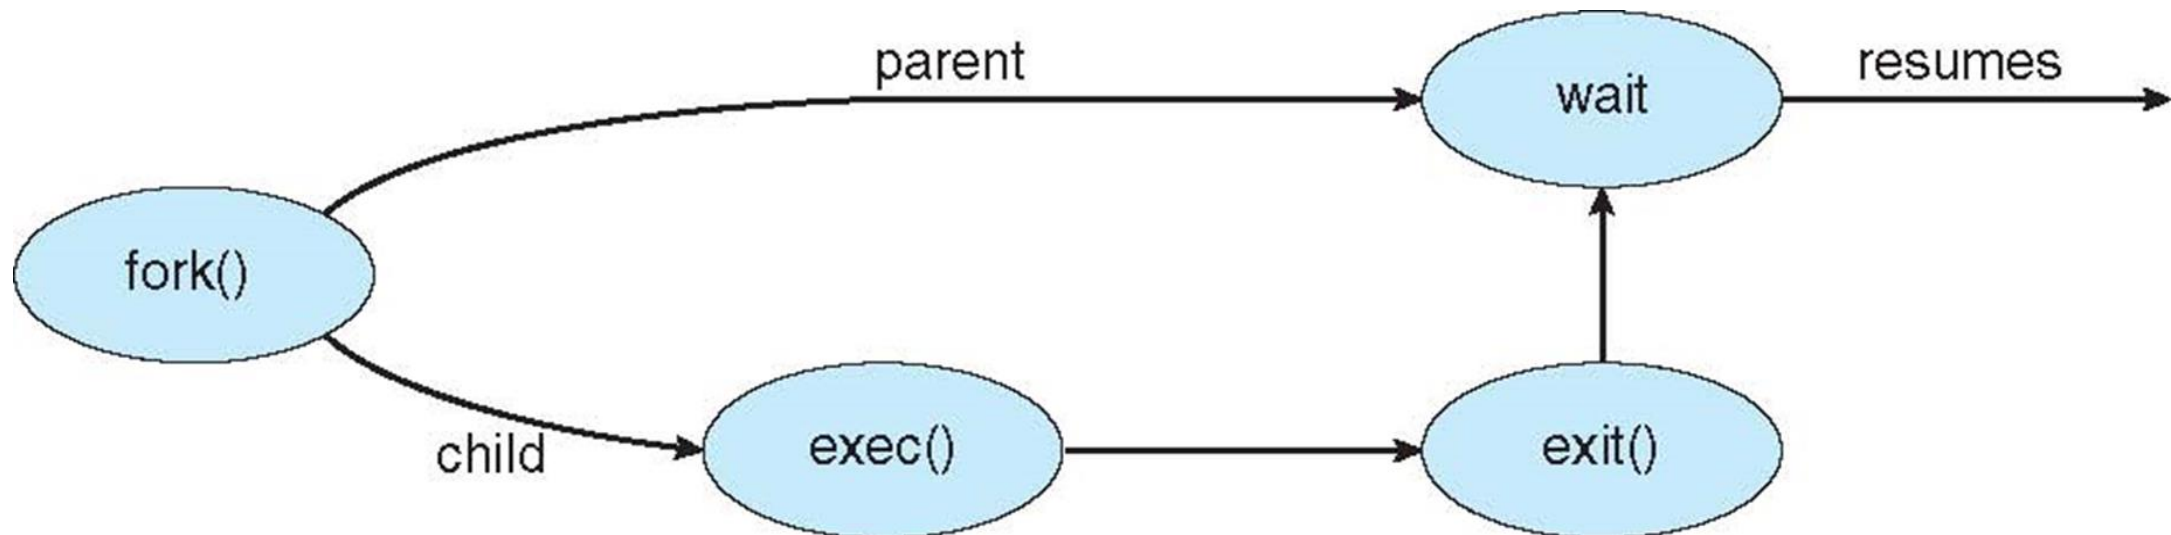 parent
wait
resumes
fork()
child
exec()
exit()